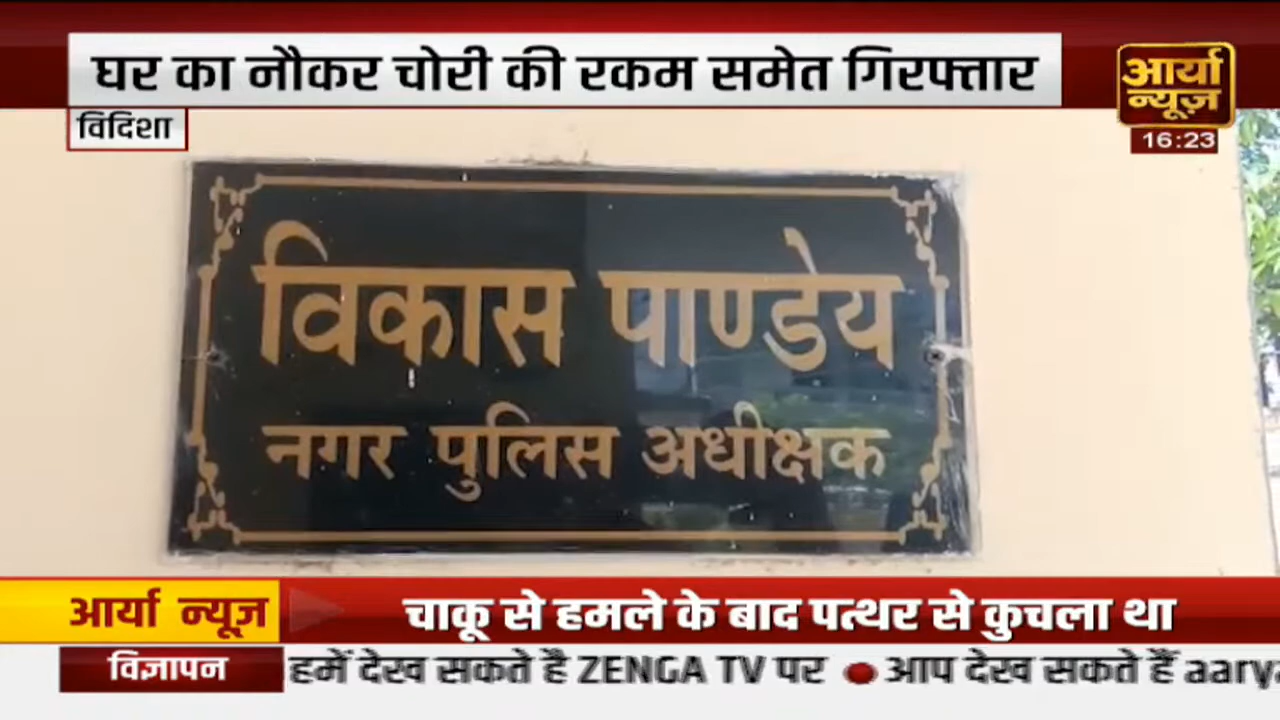 घर का नौकर चोरी की रकम समेत गिरफ्तार
आर्या
न्यूज़
16:23
विदिशा
विकास पाण्डेय
नगर पुलिस अधीक्षक
आर्या न्यूज़
चाकू से हमले के बाद पत्थर से कुचला था
विज्ञापन
हमें देख सकते है ZENGA TV पर ● आप देख सकते हैं aarya